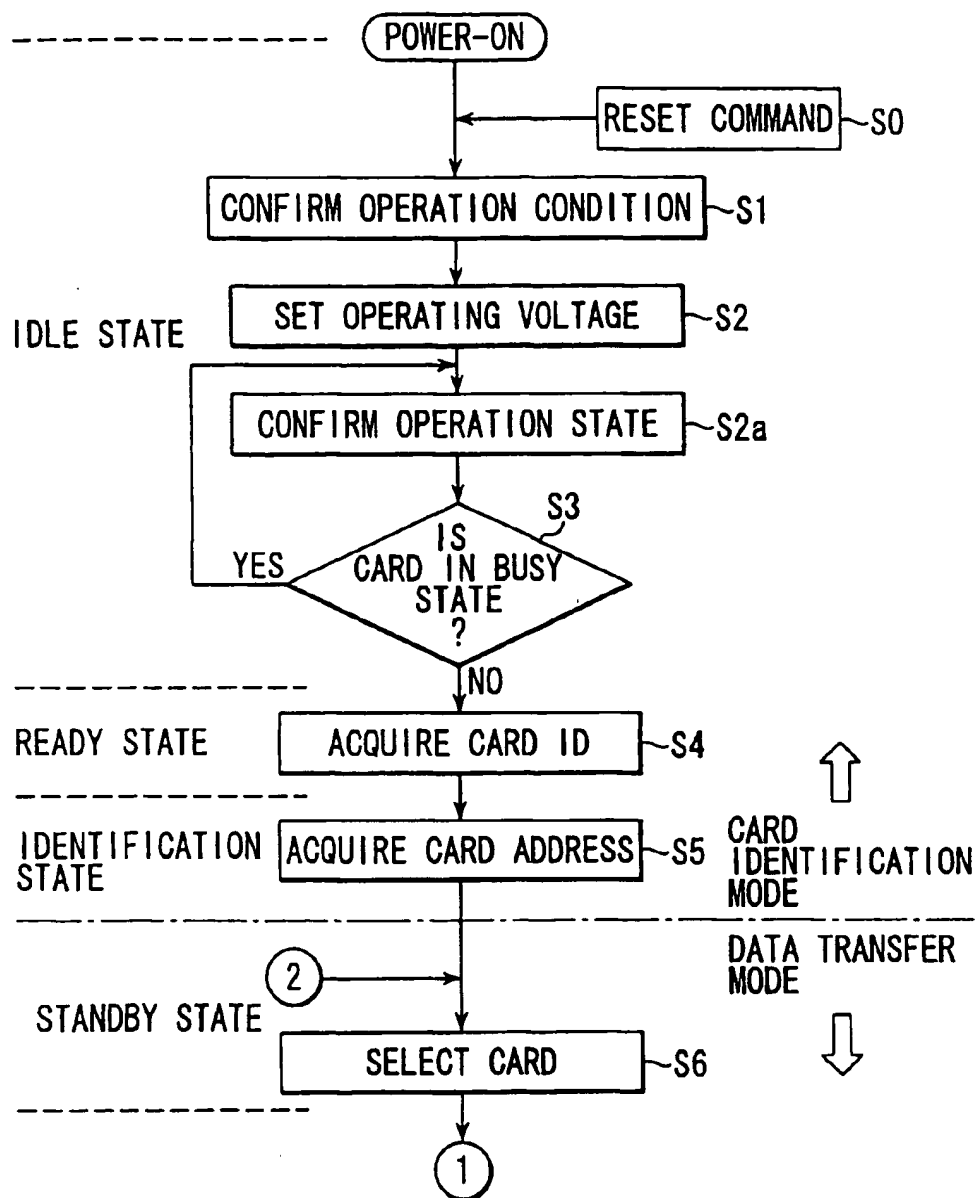 POWER-ON
RESET COMMAND
S0
CONFIRM OPERATION CONDITION
S1
SET OPERATING VOLTAGE
S2
IDLE STATE
CONFIRM OPERATION STATE
S2a
S3
IS
CARD IN BUSY
STATE
?
YES
NO
READY STATE
ACQUIRE CARD ID
S4
IDENTIFICATION
STATE
ACQUIRE CARD ADDRESS
S5
CARD
IDENTIFICATION
MODE
DATA TRANSFER
MODE
2
STANDBY STATE
SELECT CARD
S6
1